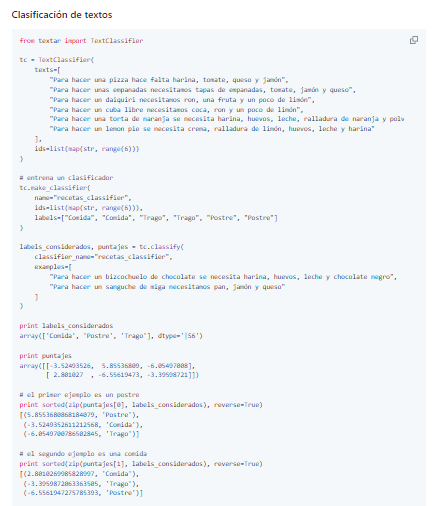 Clasificación de textos
from textar import TextClassifier
tc = TextClassifier(
texts=[
"Para hacer una pizza hace falta harina, tomate, queso y jamón",
"Para hacer unas empanadas necesitamos tapas de empanadas, tomate, jamón y queso",
"Para hacer un daiquiri necesitamos ron, una fruta y un poco de limón",
"Para hacer un cuba libre necesitamos coca, ron y un poco de limón",
"Para hacer una torta de naranja se necesita harina, huevos, leche, ralladura de naranja y polv
"Para hacer un lemon pie se necesita crema, ralladura de limón, huevos, leche y harina"
],
ids=list(map(str, range(6)))
)
# entrena un clasificador
tc.make_classifier(
name="recetas_classifier",
ids=list(map(str, range(6))),
labels=["Comida", "Comida", "Trago", "Trago", "Postre", "Postre"]
)
labels_considerados, puntajes = tc.classify(
classifier_name="recetas_classifier",
examples=[
"Para hacer un bizcochuelo de chocolate se necesita harina, huevos, leche y chocolate negro",
"Para hacer un sanguche de miga necesitamos pan, jamón y queso"
]
)
print labels_considerados
array(['Comida', 'Postre', 'Trago'], dtype='|S6')
print puntajes
array([[-3.52493526, 5.85536809, -6.05497008],
[ 2.801027 , -6.55619473, -3.39598721]])
# el primer ejemplo es un postre
print sorted(zip(puntajes[0], labels_considerados), reverse=True)
[(5.8553680868184079, 'Postre'),
(-3.5249352611212568, 'Comida'),
(-6.0549700786502845, 'Trago')]
# el segundo ejemplo es una comida
print sorted(zip(puntajes[1], labels_considerados), reverse=True)
[(2.8010269985828997, 'Comida'),
(-3.3959872063363505, 'Trago'),
(-6.5561947275785393, 'Postre')]